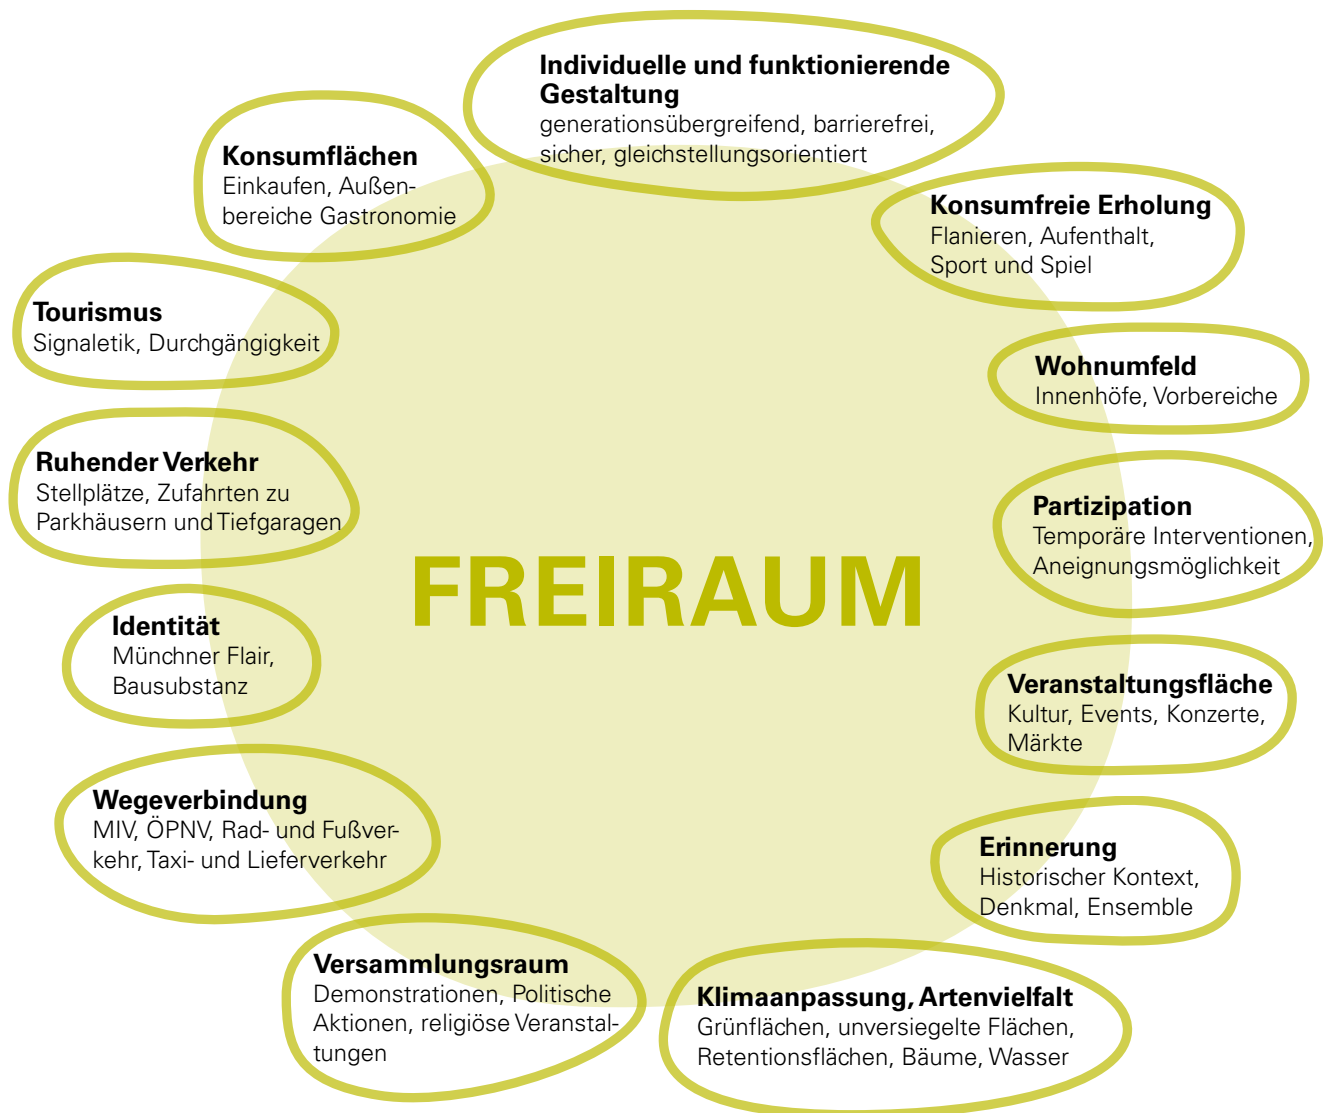 Individuelle und funktionierende
Gestaltung
generationsübergreifend, barrierefrei,
sicher, gleichstellungsorientiert
Konsumflächen
Einkaufen, Außen-
bereiche Gastronomie
Konsumfreie Erholung
Flanieren, Aufenthalt,
Sport und Spiel
Tourismus
Signaletik, Durchgängigkeit
Wohnumfeld
Innenhöfe, Vorbereiche
Ruhender Verkehr
Stellplätze, Zufahrten zu
Parkhäusern und Tiefgaragen
Partizipation
Temporäre Interventionen,
Aneignungsmöglichkeit
FREIRAUM
Identität
Münchner Flair,
Bausubstanz
Veranstaltungsfläche
Kultur, Events, Konzerte,
Märkte
Wegeverbindung
MIV, ÖPNV, Rad- und Fußver-
kehr, Taxi- und Lieferverkehr
Erinnerung
Historischer Kontext,
Denkmal, Ensemble
Versammlungsraum
Demonstrationen, Politische
Aktionen, religiöse Veranstal-
tungen
Klimaanpassung, Artenvielfalt
Grünflächen, unversiegelte Flächen,
Retentionsflächen, Bäume, Wasser